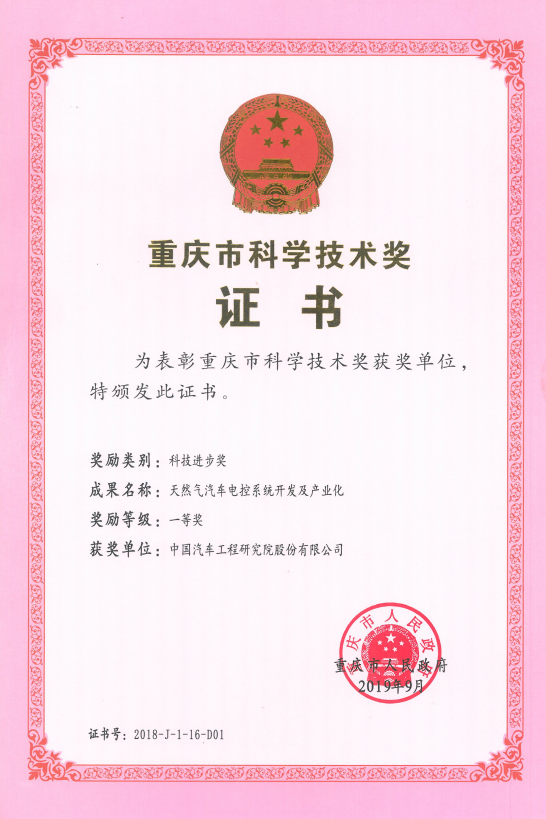 重庆市科学技术奖
证书
为表彰重庆市科学技术奖获奖单位，
特颁发此证书。
奖励类别：科技进步奖
成果名称：天然气汽车电控系统开发及产业化
奖励等级：一等奖
获奖单位：中国汽车工程研究院股份有限公司
重庆市人民政府
重庆市人民政府
2019年9月
证书号：2018-J-1-16-D01